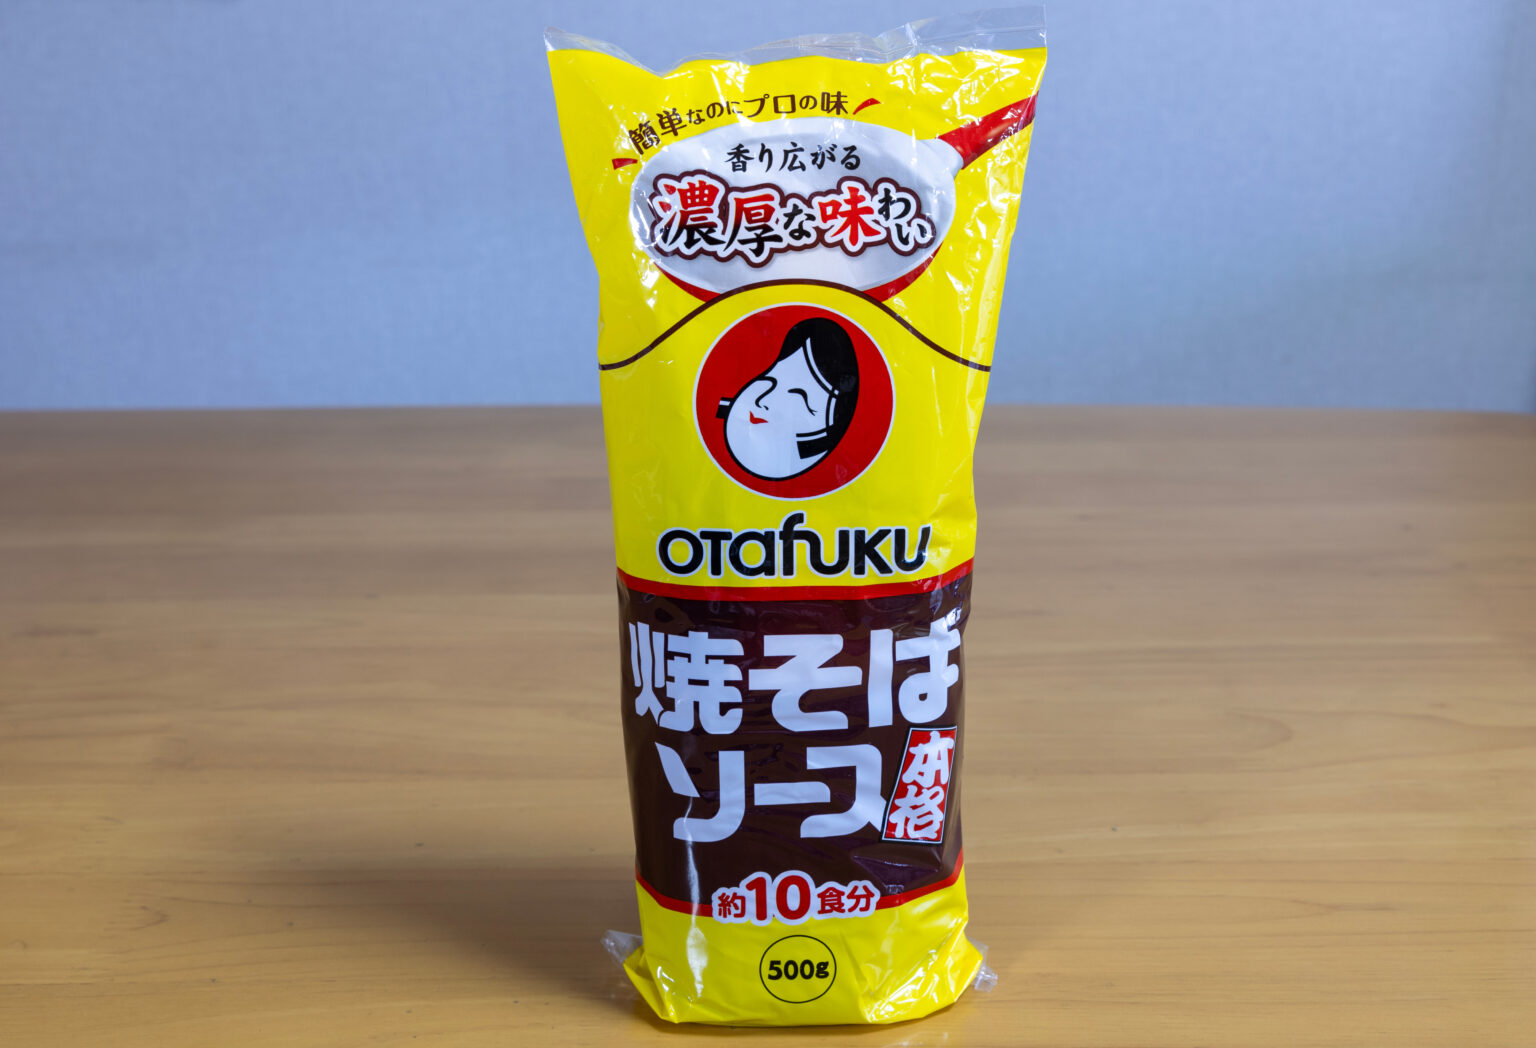 簡単なのにプロの味
香り広がる
濃厚な味わい
OTafUKU
焼そば
ソース
本格
約10食分
500g